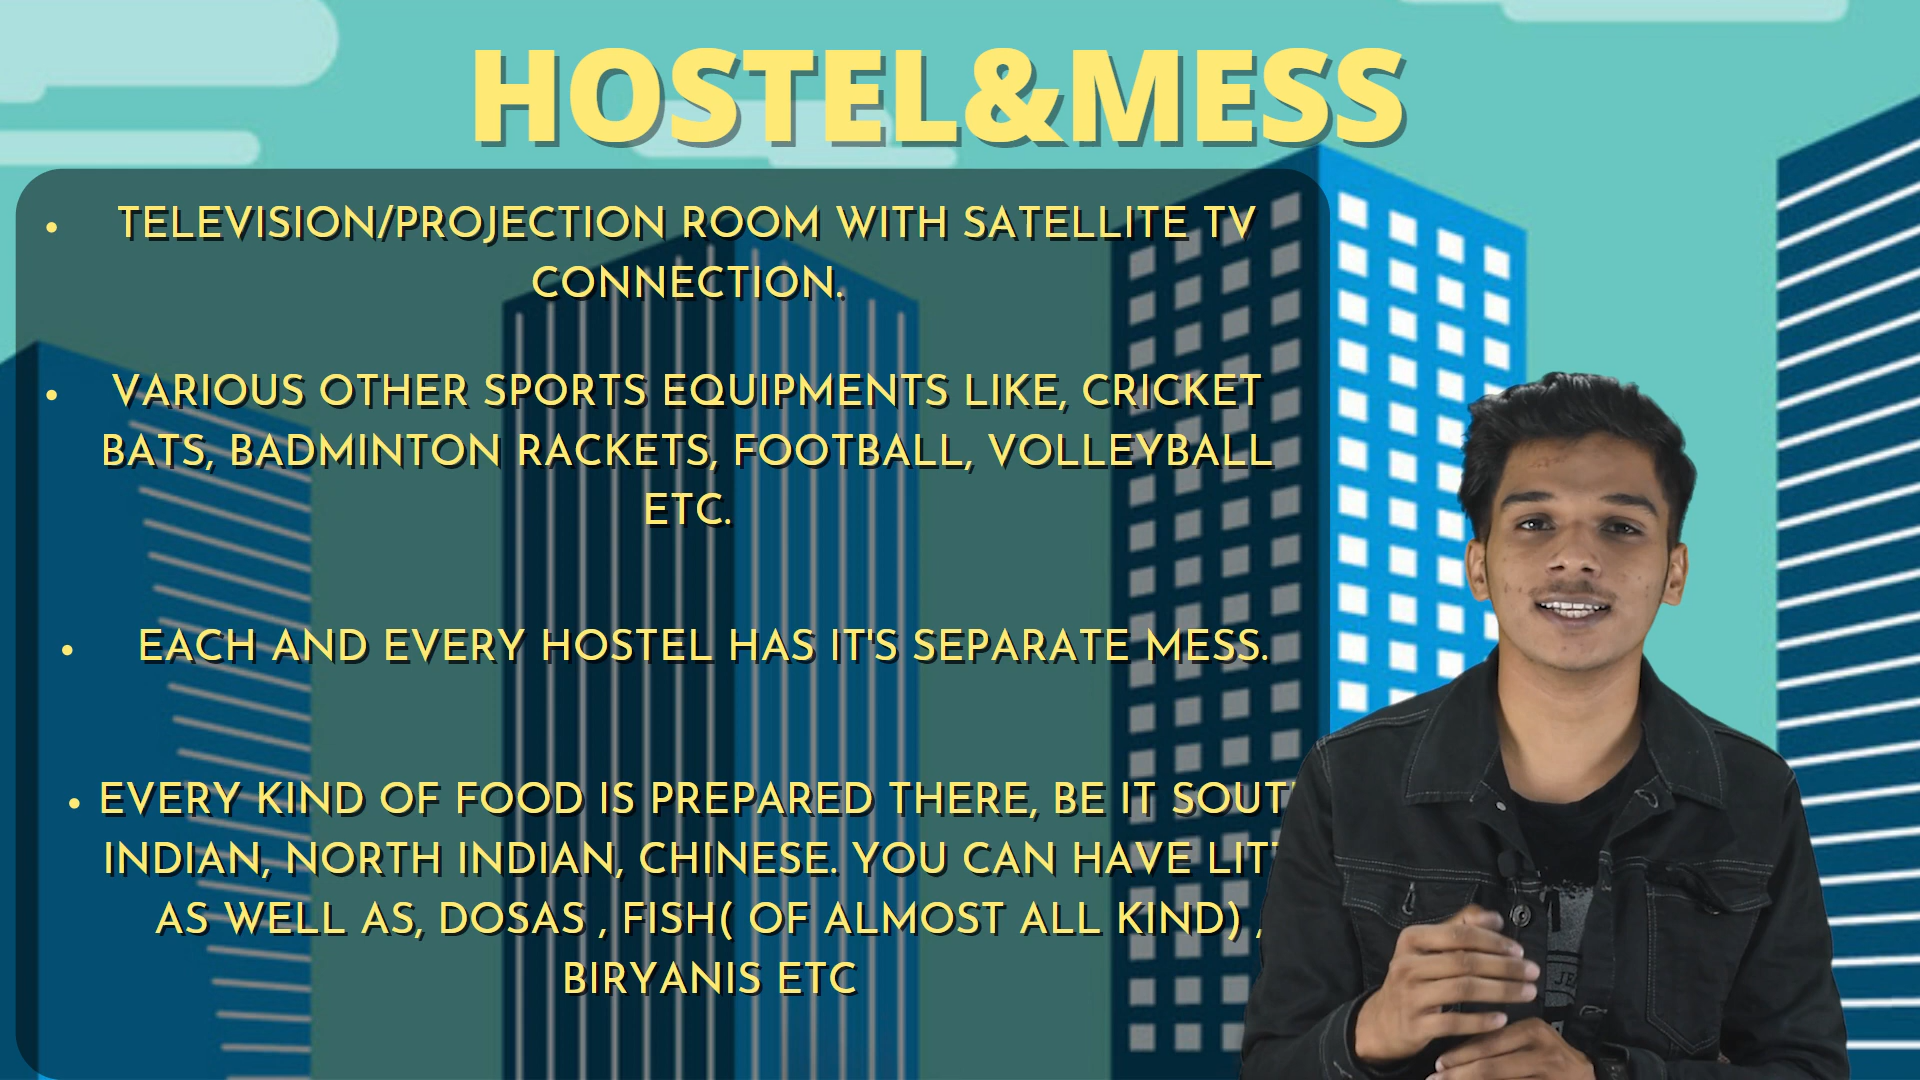 HOSTEL&MESS
• TELEVISION/PROJECTION ROOM WITH SATELLITE TV
CONNECTION.
• VARIOUS OTHER SPORTS EQUIPMENTS LIKE, CRICKET
BATS, BADMINTON RACKETS, FOOTBALL, VOLLEYBALL
ETC.
• EACH AND EVERY HOSTEL HAS IT'S SEPARATE MESS.
• EVERY KIND OF FOOD IS PREPARED THERE, BE IT
INDIAN, NORTH INDIAN, CHINESE. YOU CAN HAVE
AS WELL AS, DOSAS , FISH( OF ALMOST ALL KIND) ,
BIRYANIS ETC